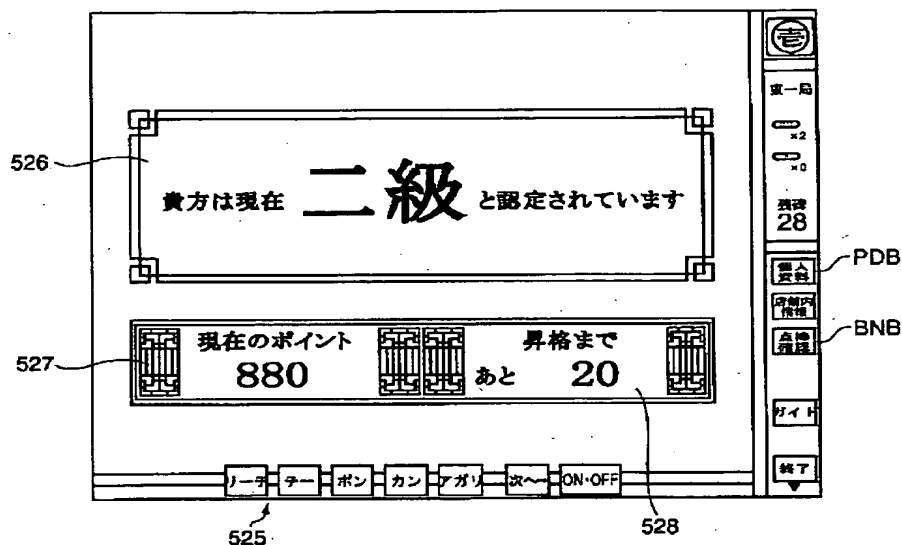 壱
東一局
×2
×0
残牌
28
526
貴方は現在 二級 と認定されています
個人
資料
PDB
店舗内
情報
点棒
確認
BNB
527
現在のポイント
880
昇格まで
あと 20
ガイド
終了
リーチ
チー
ポン
カン
アガリ
次へ→
ON・OFF
525
528